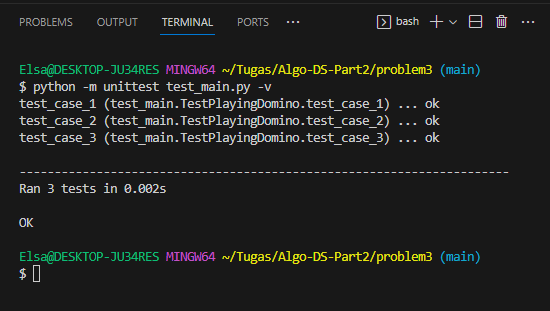 PROBLEMS OUTPUT TERMINAL PORTS ··· bash ···
Elsa@DESKTOP-JU34RES MINGW64 ~/Tugas/Algo-DS-Part2/problem3 (main)
$ python -m unittest test_main.py -v
test_case_1 (test_main.TestPlayingDomino.test_case_1) ... ok
test_case_2 (test_main.TestPlayingDomino.test_case_2) ... ok
test_case_3 (test_main.TestPlayingDomino.test_case_3) ... ok
----------------------------------------------------------------------
Ran 3 tests in 0.002s
OK
Elsa@DESKTOP-JU34RES MINGW64 ~/Tugas/Algo-DS-Part2/problem3 (main)
$